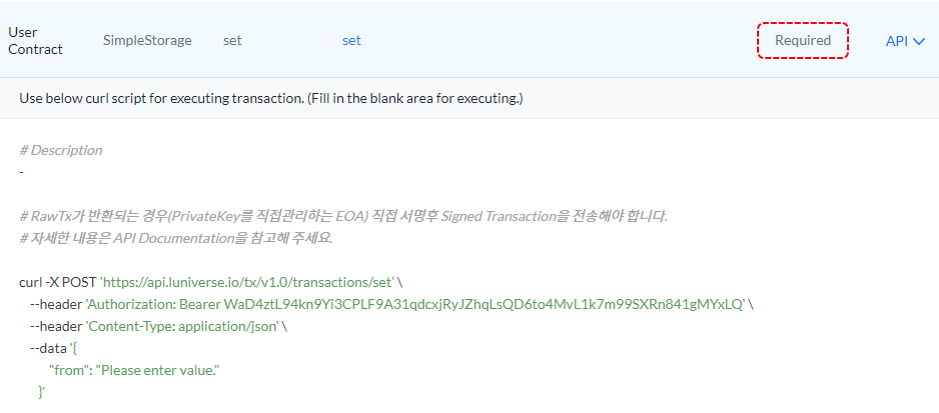 User Contract SimpleStorage set set Required API
Use below curl script for executing transaction. (Fill in the blank area for executing.)
# Description
-
# RawTx가 반환되는 경우(PrivateKey를 직접관리하는 EOA) 직접 서명후 Signed Transaction을 전송해야 합니다.
# 자세한 내용은 API Documentation을 참고해 주세요.
curl -X POST 'https://api.luniverse.io/tx/v1.0/transactions/set' \
--header 'Authorization: Bearer WaD4ztL94kn9Yi3CPLF9A31qdcxjRyJZhqLsQD6to4MvL1k7m99SXRn841gMYxLQ' \
--header 'Content-Type: application/json' \
--data '{
"from": "Please enter value."
}'